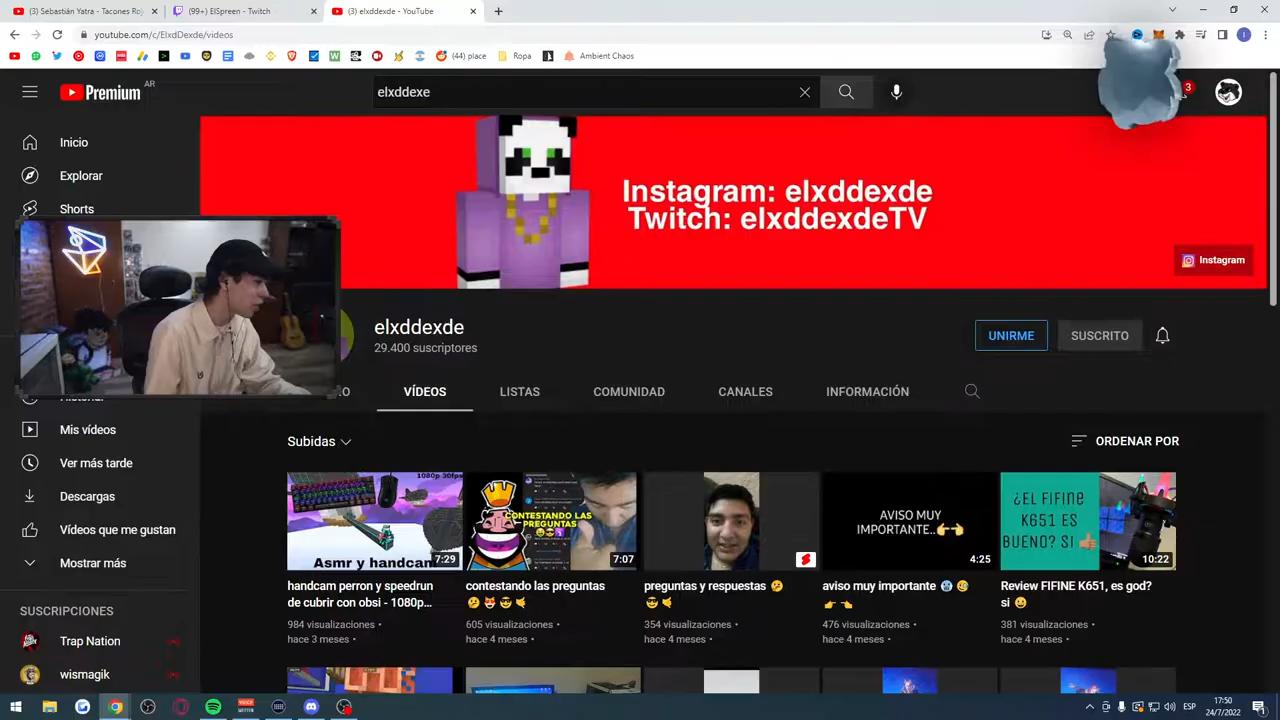 (3) Sebastián Yatra - Tacones Ro
(99+) ElSpreen - Twitch
(3) elxddexde - YouTube
youtube.com/c/ElxdDexde/videos
(44) place
Ropa
Ambient Chaos
Premium
AR
elxddexe
3
Inicio
Explorar
Shorts
Instagram: elxddexde
Twitch: elxddexdeTV
Instagram
elxddexde
29.400 suscriptores
UNIRME
SUSCRITO
IO
VÍDEOS
LISTAS
COMUNIDAD
CANALES
INFORMACIÓN
Historial
Mis vídeos
Ver más tarde
Descargas
Vídeos que me gustan
Mostrar más
SUSCRIPCIONES
Trap Nation
wismagik
Subidas
ORDENAR POR
1080p 30fps
Asmr y handcam
7:29
handcam perron y speedrun
de cubrir con obsi - 1080p...
984 visualizaciones •
hace 3 meses •
CONTESTANDO LAS
PREGUNTAS
7:07
contestando las preguntas
🤔😻😎🤙
605 visualizaciones •
hace 4 meses •
preguntas y respuestas 🤔
😎🤙
354 visualizaciones •
hace 4 meses •
AVISO MUY
IMPORTANTE..👉👈
4:25
aviso muy importante 🥶🥲
👉👈
476 visualizaciones •
hace 4 meses •
¿EL FIFINE
K651 ES
BUENO? SI 👍
10:22
Review FIFINE K651, es god?
si 😀
381 visualizaciones •
hace 4 meses •
ESP
17:50
24/7/2022